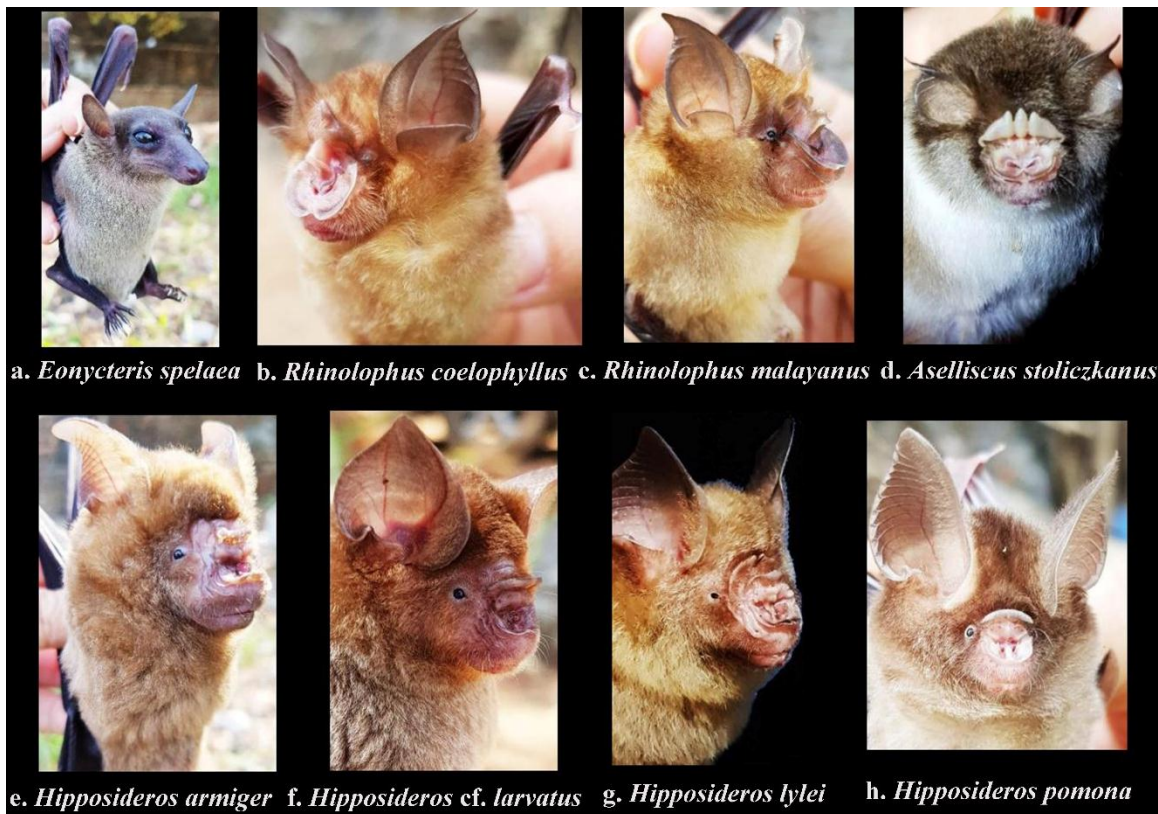 a. Eonycteris spelaea b. Rhinolophus coelophyllus c. Rhinolophus malayanus d. Aselliscus stoliczkanus
e. Hipposideros armiger f. Hipposideros cf. larvatus g. Hipposideros lylei h. Hipposideros pomona